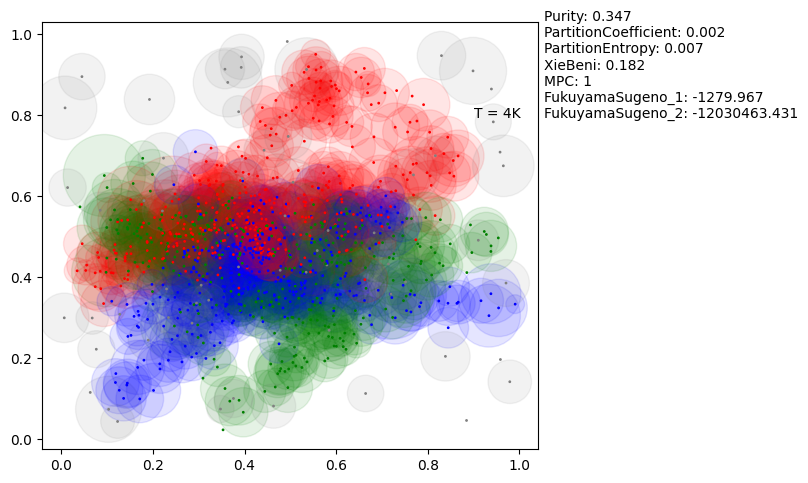 Purity: 0.347
PartitionCoefficient: 0.002
PartitionEntropy: 0.007
XieBeni: 0.182
MPC: 1
FukuyamaSugeno_1: -1279.967
FukuyamaSugeno_2: -12030463.431
T = 4K
1.0
0.8
0.6
0.4
0.2
0.0
0.0 0.2 0.4 0.6 0.8 1.0